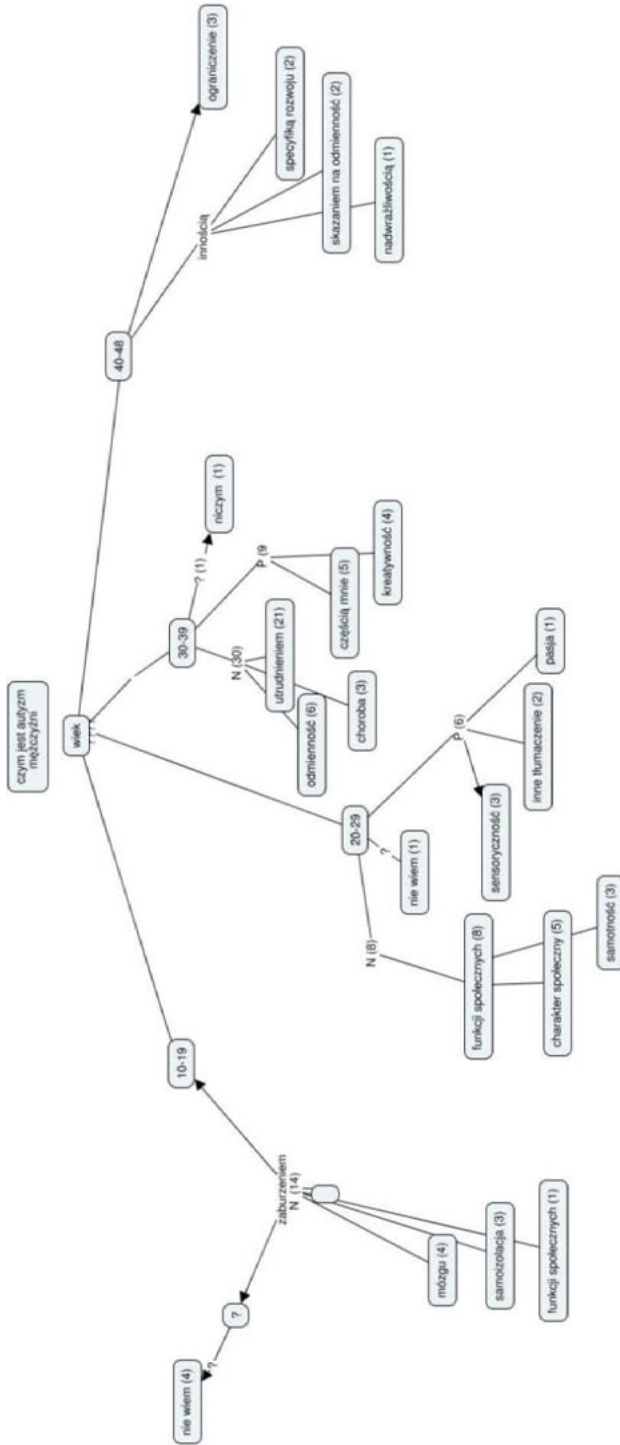 czym jest autyzm
mężczyźni
wiek
10-19
zaburzeniem
N (14)
?
?
nie wiem (4)
mózgu (4)
samoizolacja (3)
funkcji społecznych (1)
20-29
N (8)
funkcji społecznych (8)
charakter społeczny (5)
samotność (3)
?
nie wiem (1)
P (6)
sensoryczność (3)
inne tłumaczenie (2)
pasja (1)
30-39
N (30)
odmienność (6)
utrudnieniem (21)
choroba (3)
? (1)
niczym (1)
P (9
częścią mnie (5)
kreatywność (4)
40-48
innością
nadwrażliwością (1)
skazaniem na odmienność (2)
specyfiką rozwoju (2)
ograniczenie (3)